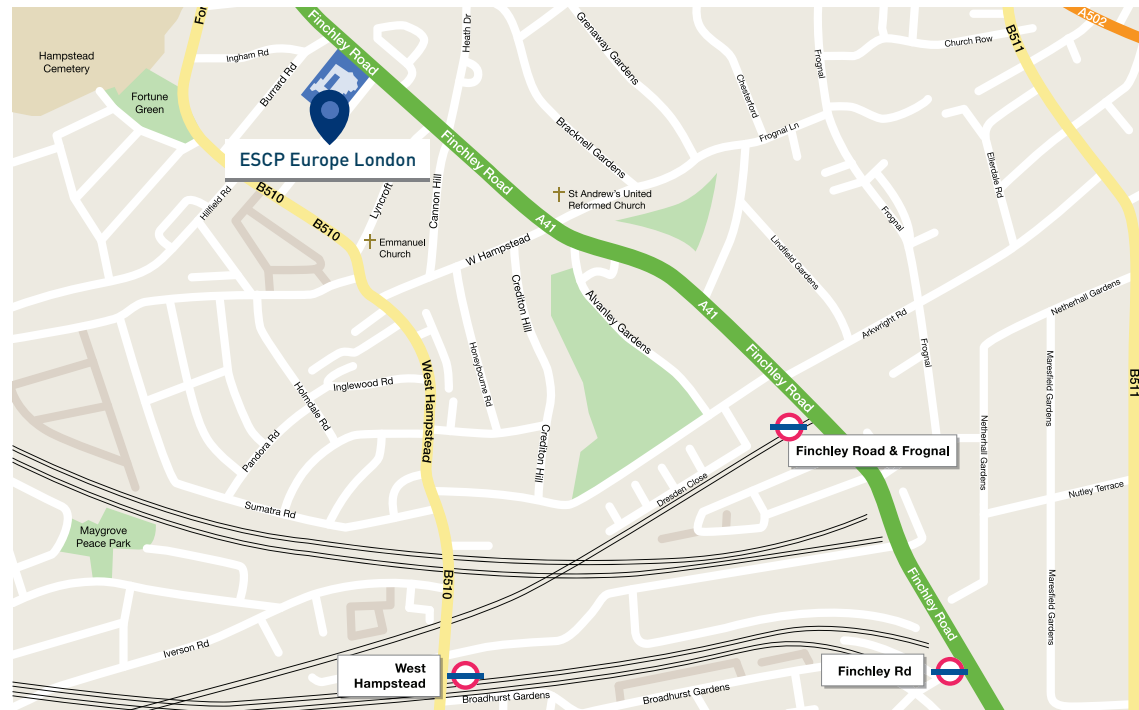 Hampstead
Cemetery
Fortune
Green
For
Ingham Rd
Burrard Rd
Finchley Road
Heath Dr
Grenaway Gardens
Frognal
Church Row
B511
A502
Chesterford
Frognal Ln
Bracknell Gardens
Finchley Road
ESCP Europe London
Ellerdale Rd
Hillfield Rd
B510
B510
Lyncroft
Cannon Hill
Emmanuel
Church
St Andrew's United
Reformed Church
A41
W Hampstead
Frognal
Lindfield Gardens
Crediton Hill
Alvanley Gardens
A41
Arkwright Rd
Netherhall Gardens
Finchley Road
Frognal
Honeybourne Rd
Maresfield Gardens
B511
West Hampstead
Inglewood Rd
Holmdale Rd
Pandora Rd
Crediton Hill
Finchley Road & Frognal
Netherhall Gardens
Dresden Close
Nutley Terrace
Sumatra Rd
Maygrove
Peace Park
B510
Finchley Road
Maresfield Gardens
Iverson Rd
West
Hampstead
Finchley Rd
Broadhurst Gardens
Broadhurst Gardens